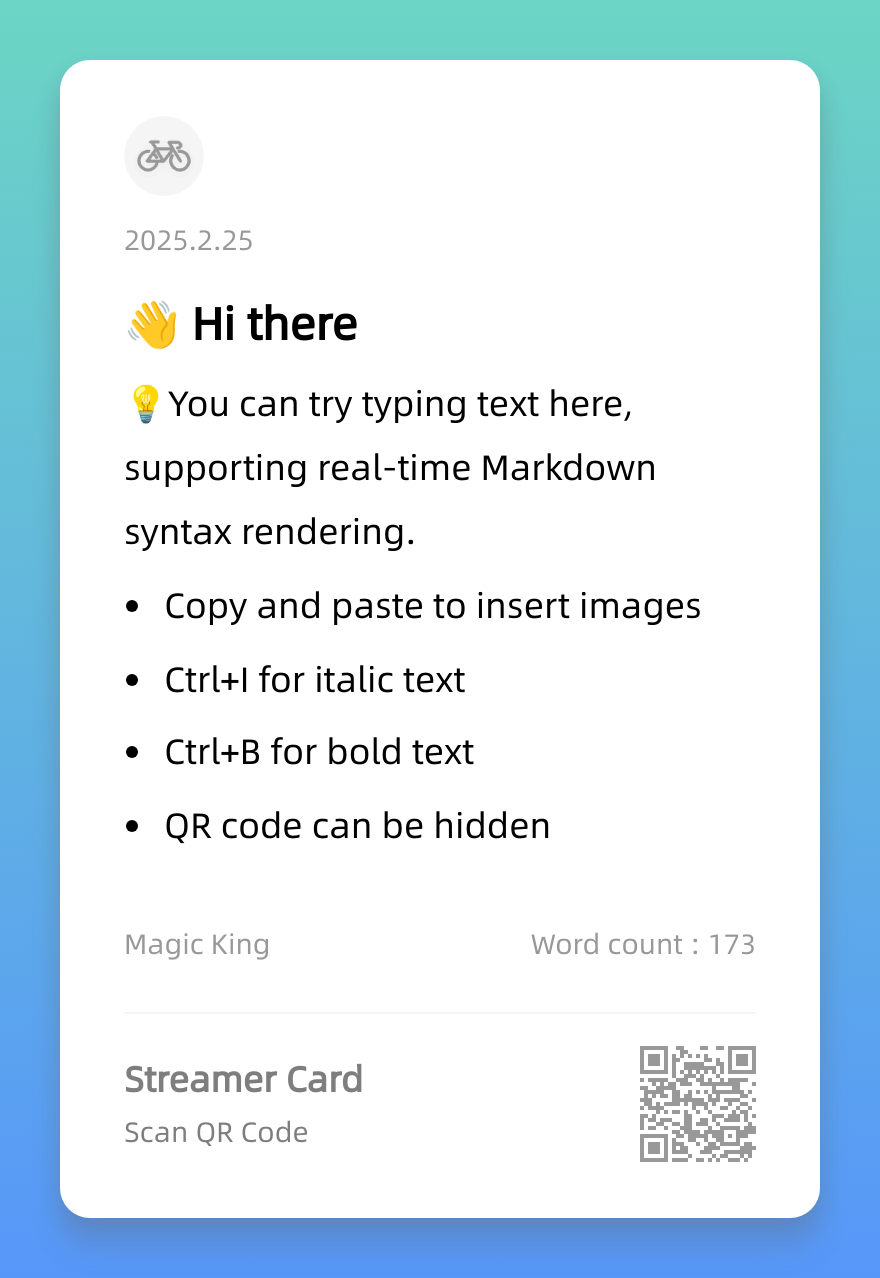 2025.2.25
👋 Hi there
💡You can try typing text here,
supporting real-time Markdown
syntax rendering.
• Copy and paste to insert images
• Ctrl+I for italic text
• Ctrl+B for bold text
• QR code can be hidden
Magic King
Word count : 173
Streamer Card
Scan QR Code